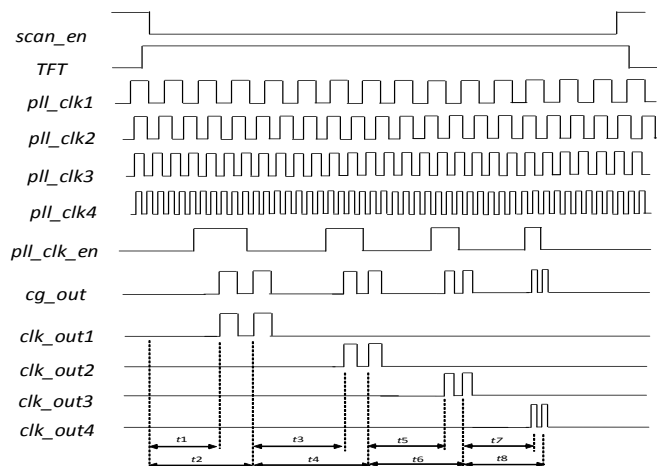 scan_en
TFT
pll_clk1
pll_clk2
pll_clk3
pll_clk4
pll_clk_en
cg_out
clk_out1
clk_out2
clk_out3
clk_out4
t1 t3 t5 t7
t2 t4 t6 t8